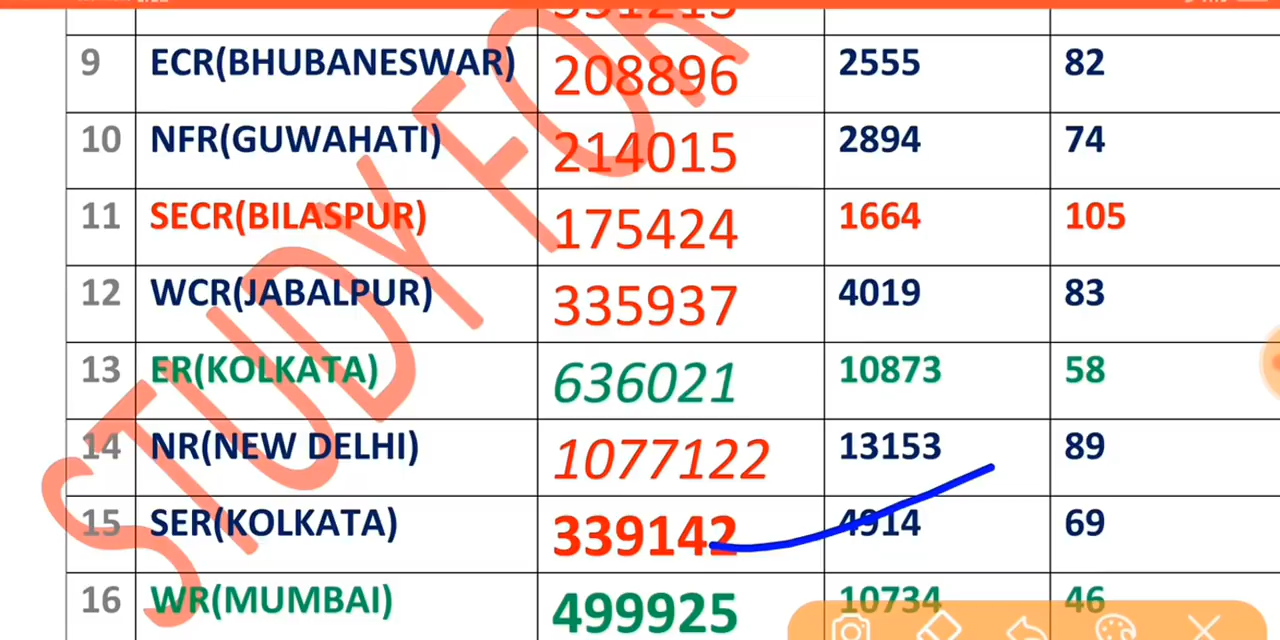 9 ECR(BHUBANESWAR) 208896 2555 82
10 NFR(GUWAHATI) 214015 2894 74
11 SECR(BILASPUR) 175424 1664 105
12 WCR(JABALPUR) 335937 4019 83
13 ER(KOLKATA) 636021 10873 58
14 NR(NEW DELHI) 1077122 13153 89
15 SER(KOLKATA) 339142 4914 69
16 WR(MUMBAI) 499925 10734 46
STUDY FOR